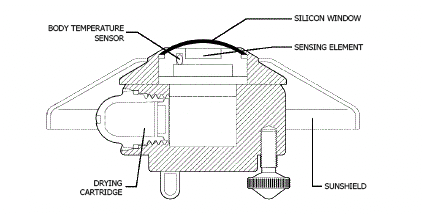 SILICON WINDOW
BODY TEMPERATURE
SENSOR
SENSING ELEMENT
DRYING
CARTRIDGE
SUNSHIELD